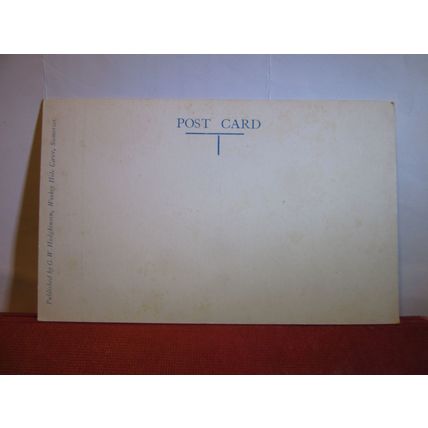 POST CARD
Published by G. W. Hodgkinson, Wookey Hole Caves, Somerset.